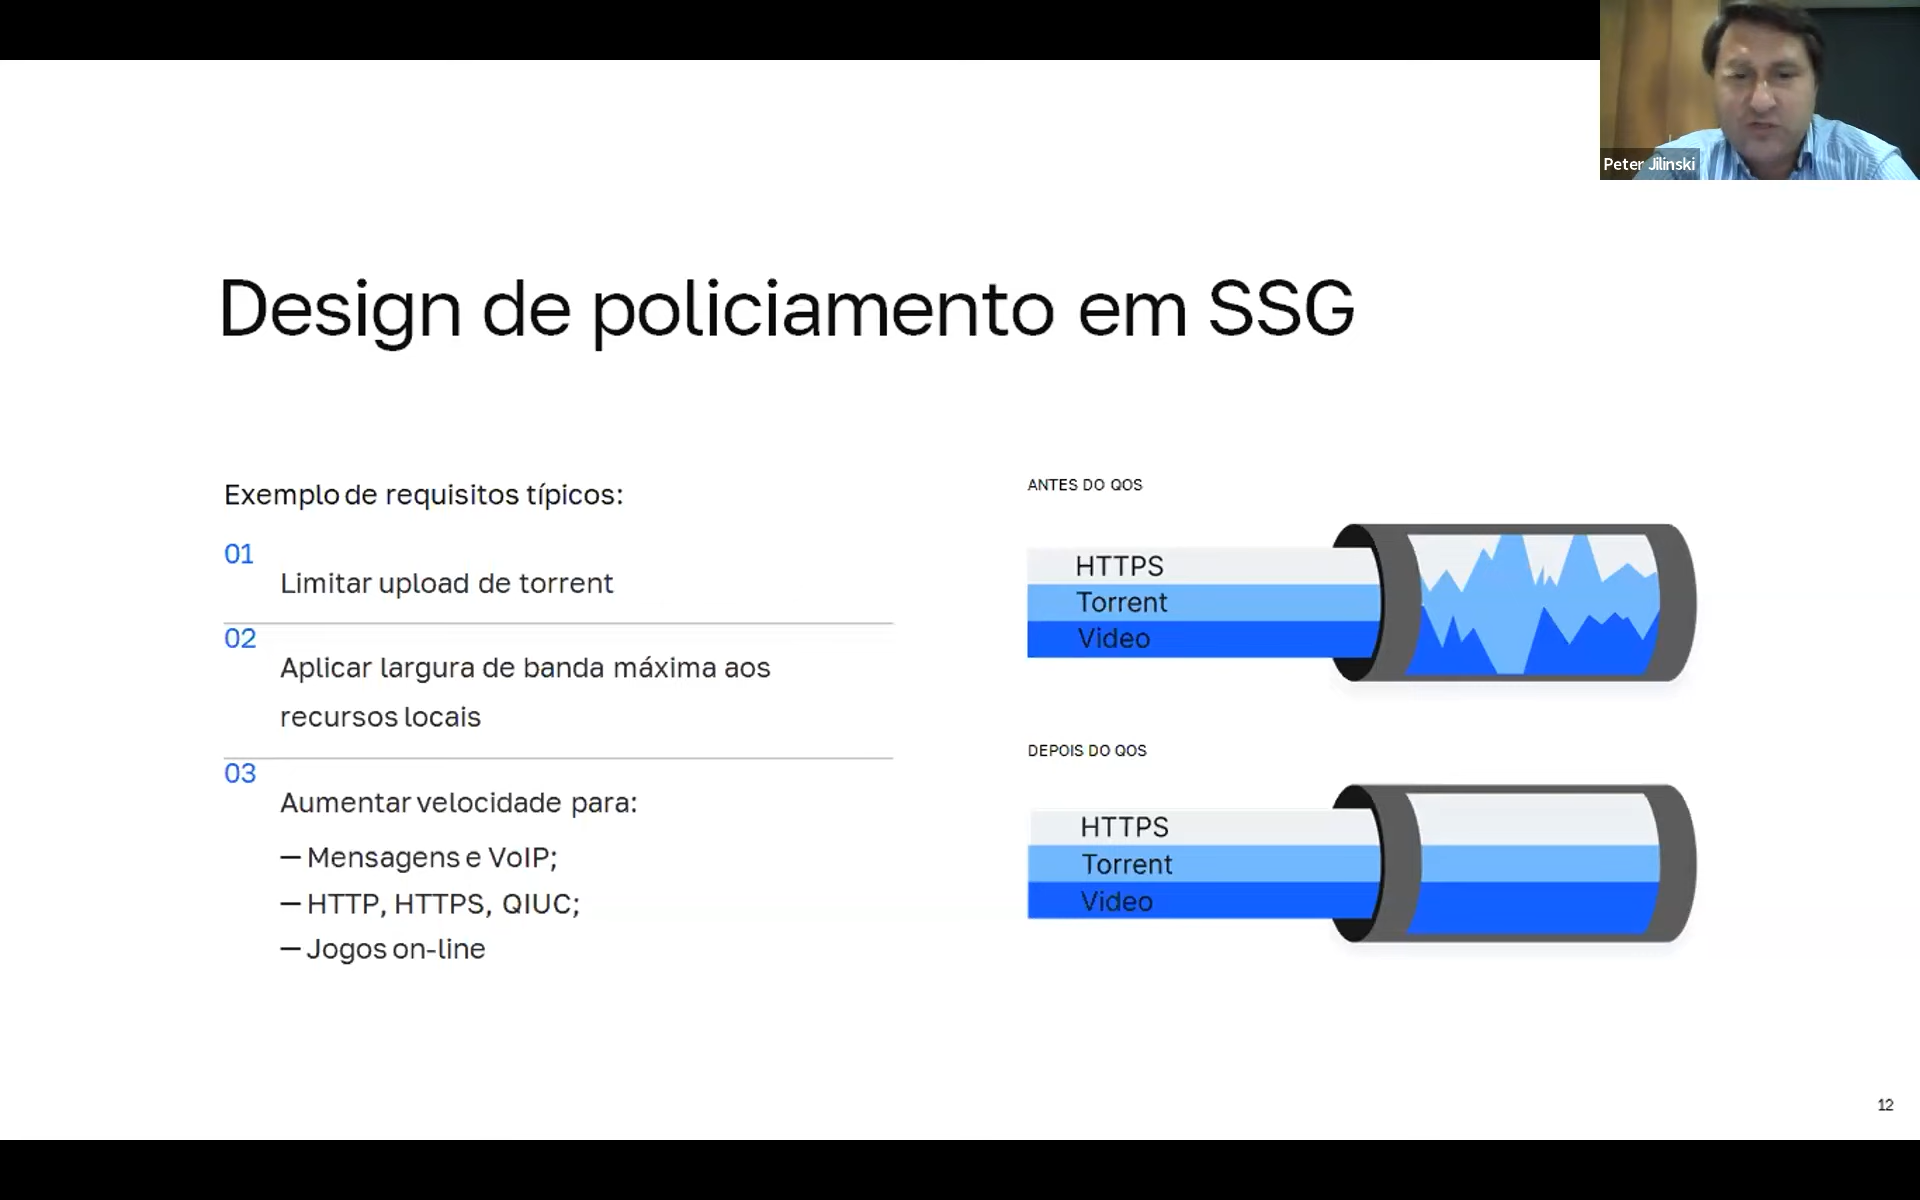 Peter Jilinski
Design de policiamento em SSG
Exemplo de requisitos típicos:
01
Limitar upload de torrent
02
Aplicar largura de banda máxima aos
recursos locais
03
Aumentar velocidade para:
— Mensagens e VoIP;
— HTTP, HTTPS, QIUC;
— Jogos on-line
ANTES DO QOS
HTTPS
Torrent
Video
DEPOIS DO QOS
HTTPS
Torrent
Video
12